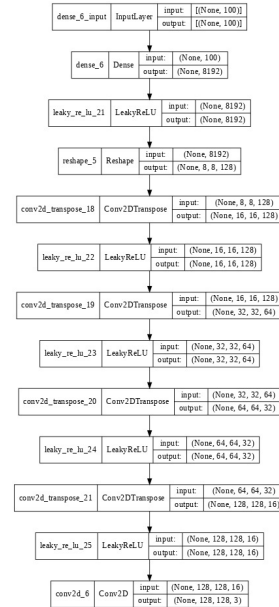 dense_6_input InputLayer input: [(None, 100)]
output: [(None, 100)]
dense_6 Dense input: (None, 100)
output: (None, 8192)
leaky_re_lu_21 LeakyReLU input: (None, 8192)
output: (None, 8192)
reshape_5 Reshape input: (None, 8192)
output: (None, 8, 8, 128)
conv2d_transpose_18 Conv2DTranspose input: (None, 8, 8, 128)
output: (None, 16, 16, 128)
leaky_re_lu_22 LeakyReLU input: (None, 16, 16, 128)
output: (None, 16, 16, 128)
conv2d_transpose_19 Conv2DTranspose input: (None, 16, 16, 128)
output: (None, 32, 32, 64)
leaky_re_lu_23 LeakyReLU input: (None, 32, 32, 64)
output: (None, 32, 32, 64)
conv2d_transpose_20 Conv2DTranspose input: (None, 32, 32, 64)
output: (None, 64, 64, 32)
leaky_re_lu_24 LeakyReLU input: (None, 64, 64, 32)
output: (None, 64, 64, 32)
conv2d_transpose_21 Conv2DTranspose input: (None, 64, 64, 32)
output: (None, 128, 128, 16)
leaky_re_lu_25 LeakyReLU input: (None, 128, 128, 16)
output: (None, 128, 128, 16)
conv2d_6 Conv2D input: (None, 128, 128, 16)
output: (None, 128, 128, 3)